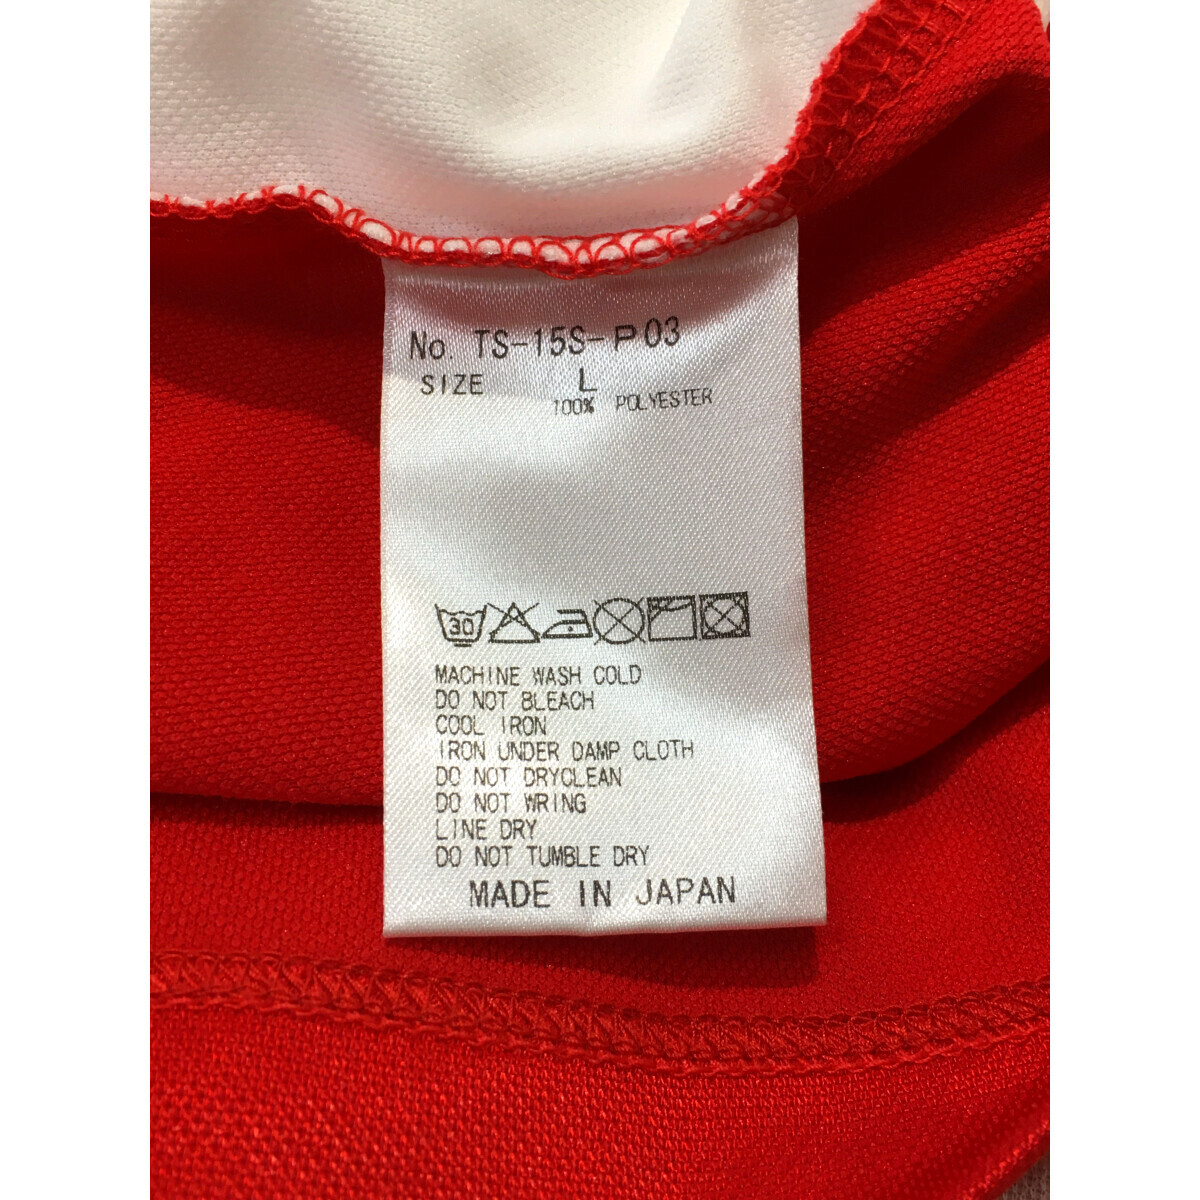 No. TS-15S-P03
SIZE L
100% POLYESTER
30
MACHINE WASH COLD
DO NOT BLEACH
COOL IRON
IRON UNDER DAMP CLOTH
DO NOT DRYCLEAN
DO NOT WRING
LINE DRY
DO NOT TUMBLE DRY
MADE IN JAPAN